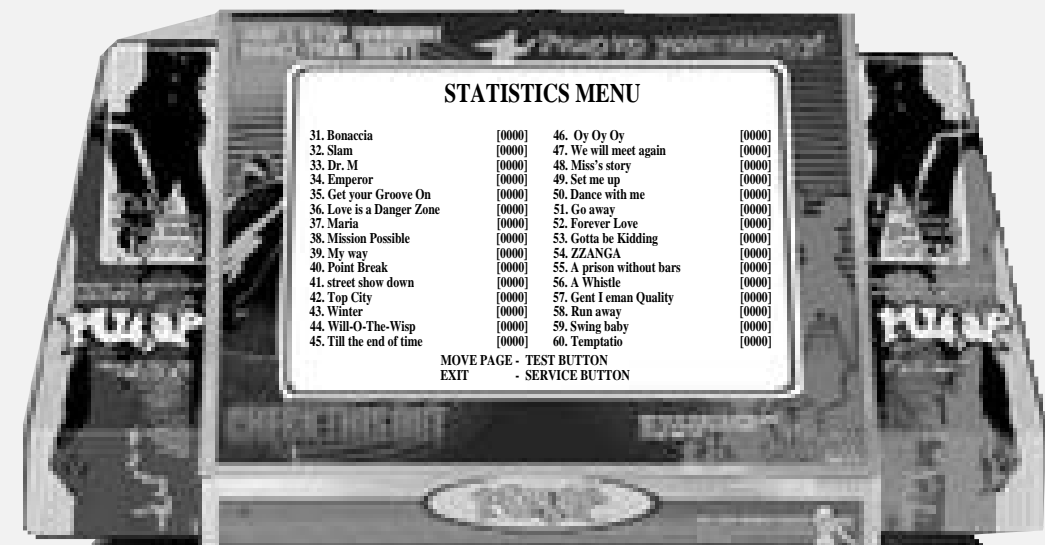 STATISTICS MENU
31. Bonaccia [0000]
32. Slam [0000]
33. Dr. M [0000]
34. Emperor [0000]
35. Get your Groove On [0000]
36. Love is a Danger Zone [0000]
37. Maria [0000]
38. Mission Possible [0000]
39. My way [0000]
40. Point Break [0000]
41. street show down [0000]
42. Top City [0000]
43. Winter [0000]
44. Will-O-The-Wisp [0000]
45. Till the end of time [0000]
46. Oy Oy Oy [0000]
47. We will meet again [0000]
48. Miss's story [0000]
49. Set me up [0000]
50. Dance with me [0000]
51. Go away [0000]
52. Forever Love [0000]
53. Gotta be Kidding [0000]
54. ZZANGA [0000]
55. A prison without bars [0000]
56. A Whistle [0000]
57. Gent I eman Quality [0000]
58. Run away [0000]
59. Swing baby [0000]
60. Temptatio [0000]
MOVE PAGE - TEST BUTTON
EXIT - SERVICE BUTTON